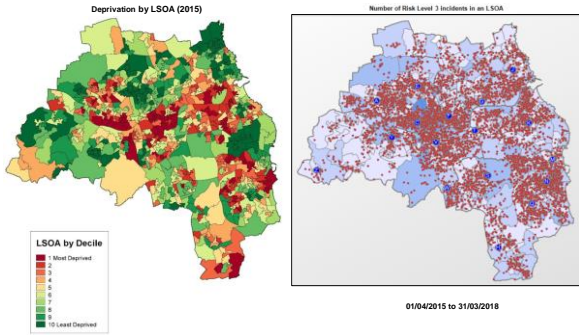 Deprivation by LSOA (2015)
Number of Risk Level 3 Incidents in an LSOA
LSOA by Decile
1 Most Deprived
2
3
4
5
6
7
8
9
10 Least Deprived
01/04/2015 to 31/03/2018